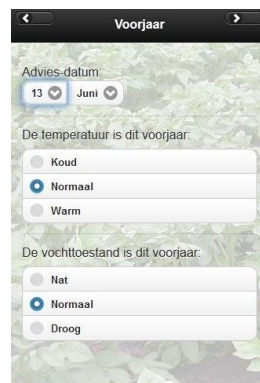 Voorjaar
Advies-datum:
13 Juni
De temperatuur is dit voorjaar:
Koud
Normaal
Warm
De vochttoestand is dit voorjaar:
Nat
Normaal
Droog